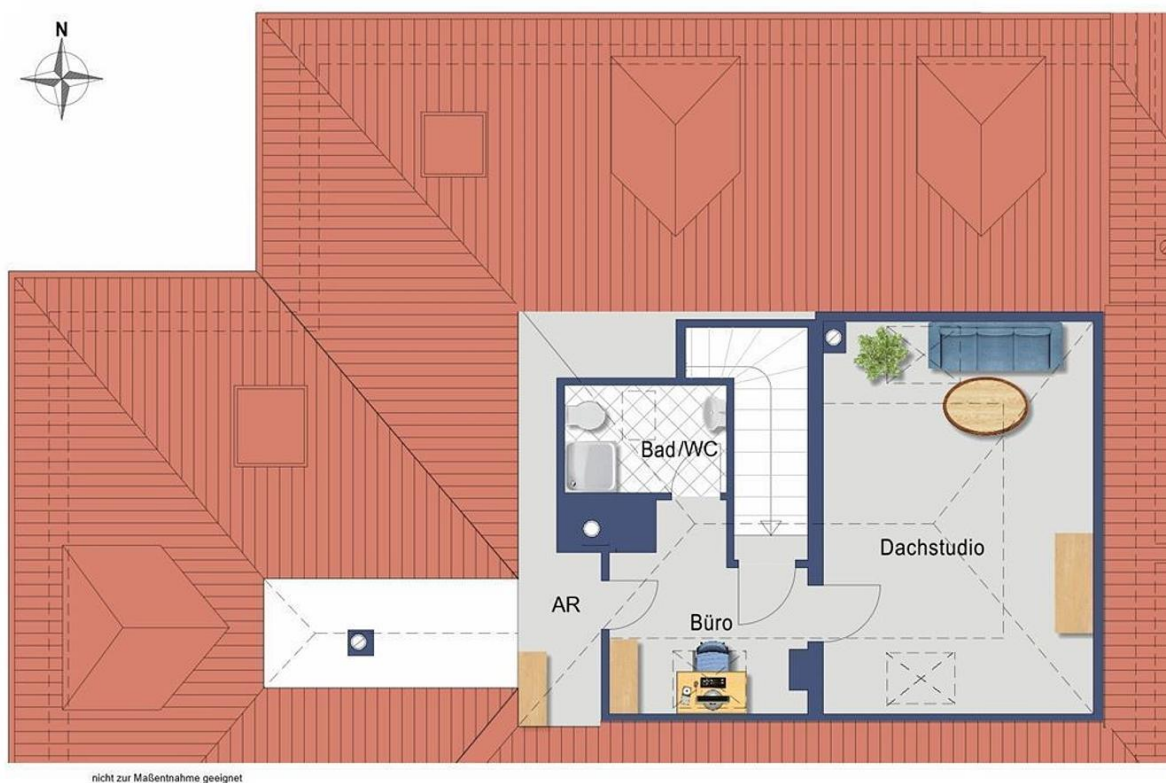 N
Bad/WC
Dachstudio
AR
Büro
nicht zur Maßentnahme geeignet